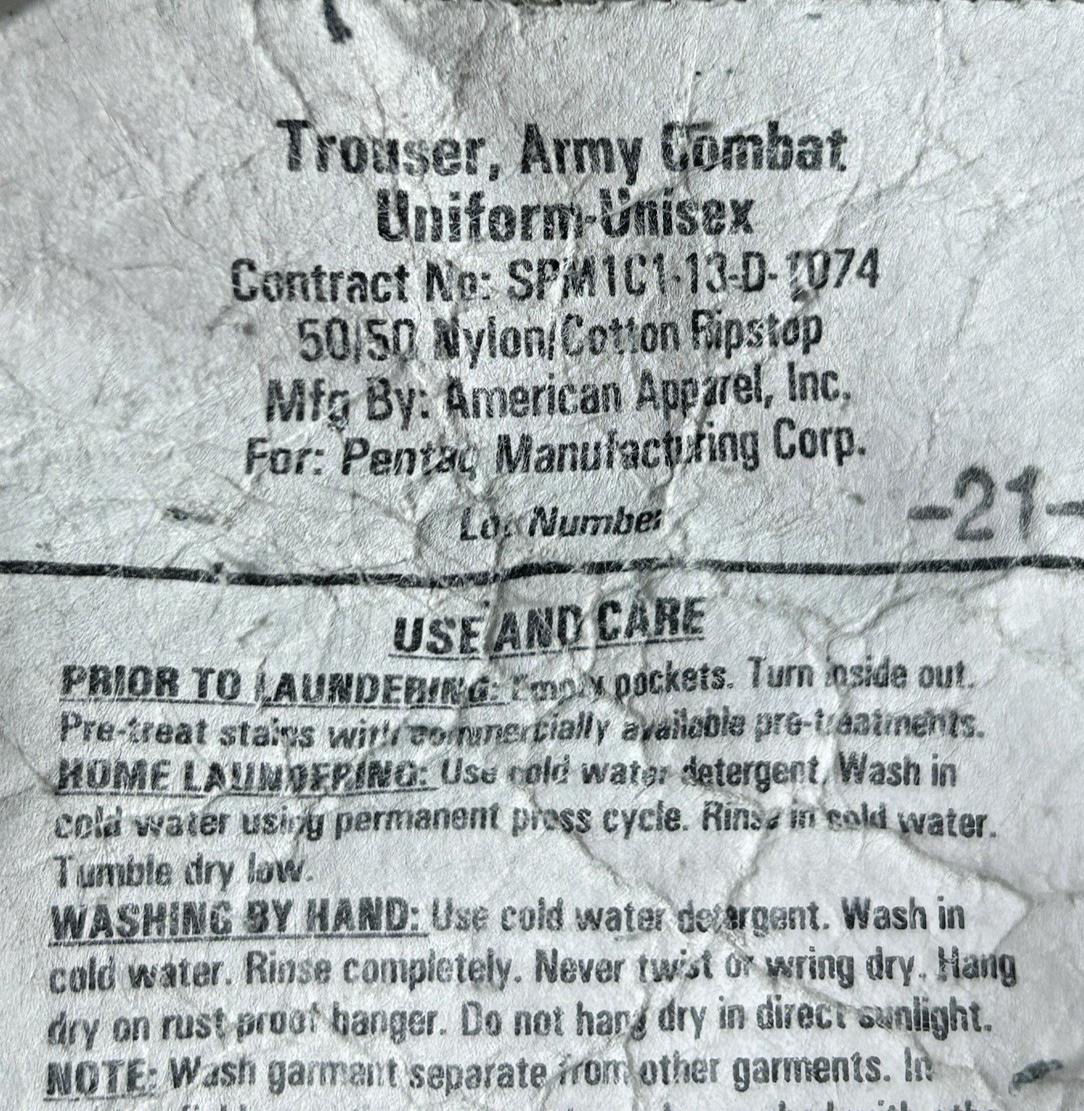 Trouser, Army Combat
Uniform-Unisex
Contract No: SPM1C1-13-D-1074
50/50 Nylon/Cotton Ripstop
Mfg By: American Apparel, Inc.
For: Pentaq Manufacturing Corp.
Lot Number
-21-
USE AND CARE
PRIOR TO LAUNDERING: Empty pockets. Turn inside out.
Pre-treat stains with commercially available pre-treatments.
HOME LAUNDERING: Use cold water detergent. Wash in
cold water using permanent press cycle. Rinse in cold water.
Tumble dry low.
WASHING BY HAND: Use cold water detergent. Wash in
cold water. Rinse completely. Never twist or wring dry. Hang
dry on rust proof hanger. Do not hang dry in direct sunlight.
NOTE: Wash garment separate from other garments. In